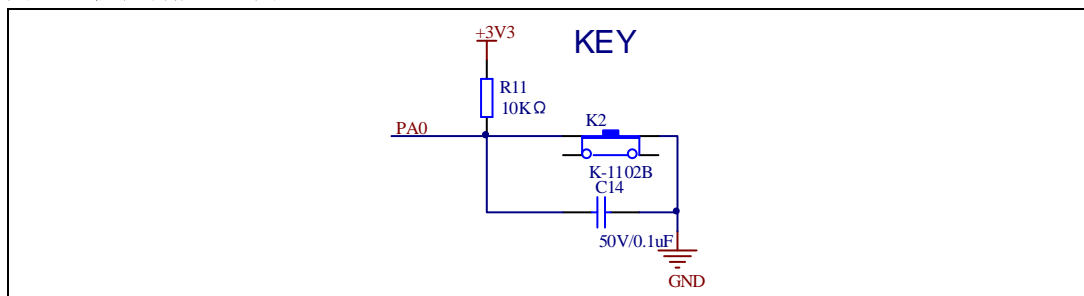 +3V3
KEY
R11
10KΩ
K2
PA0
K-1102B
C14
50V/0.1uF
GND